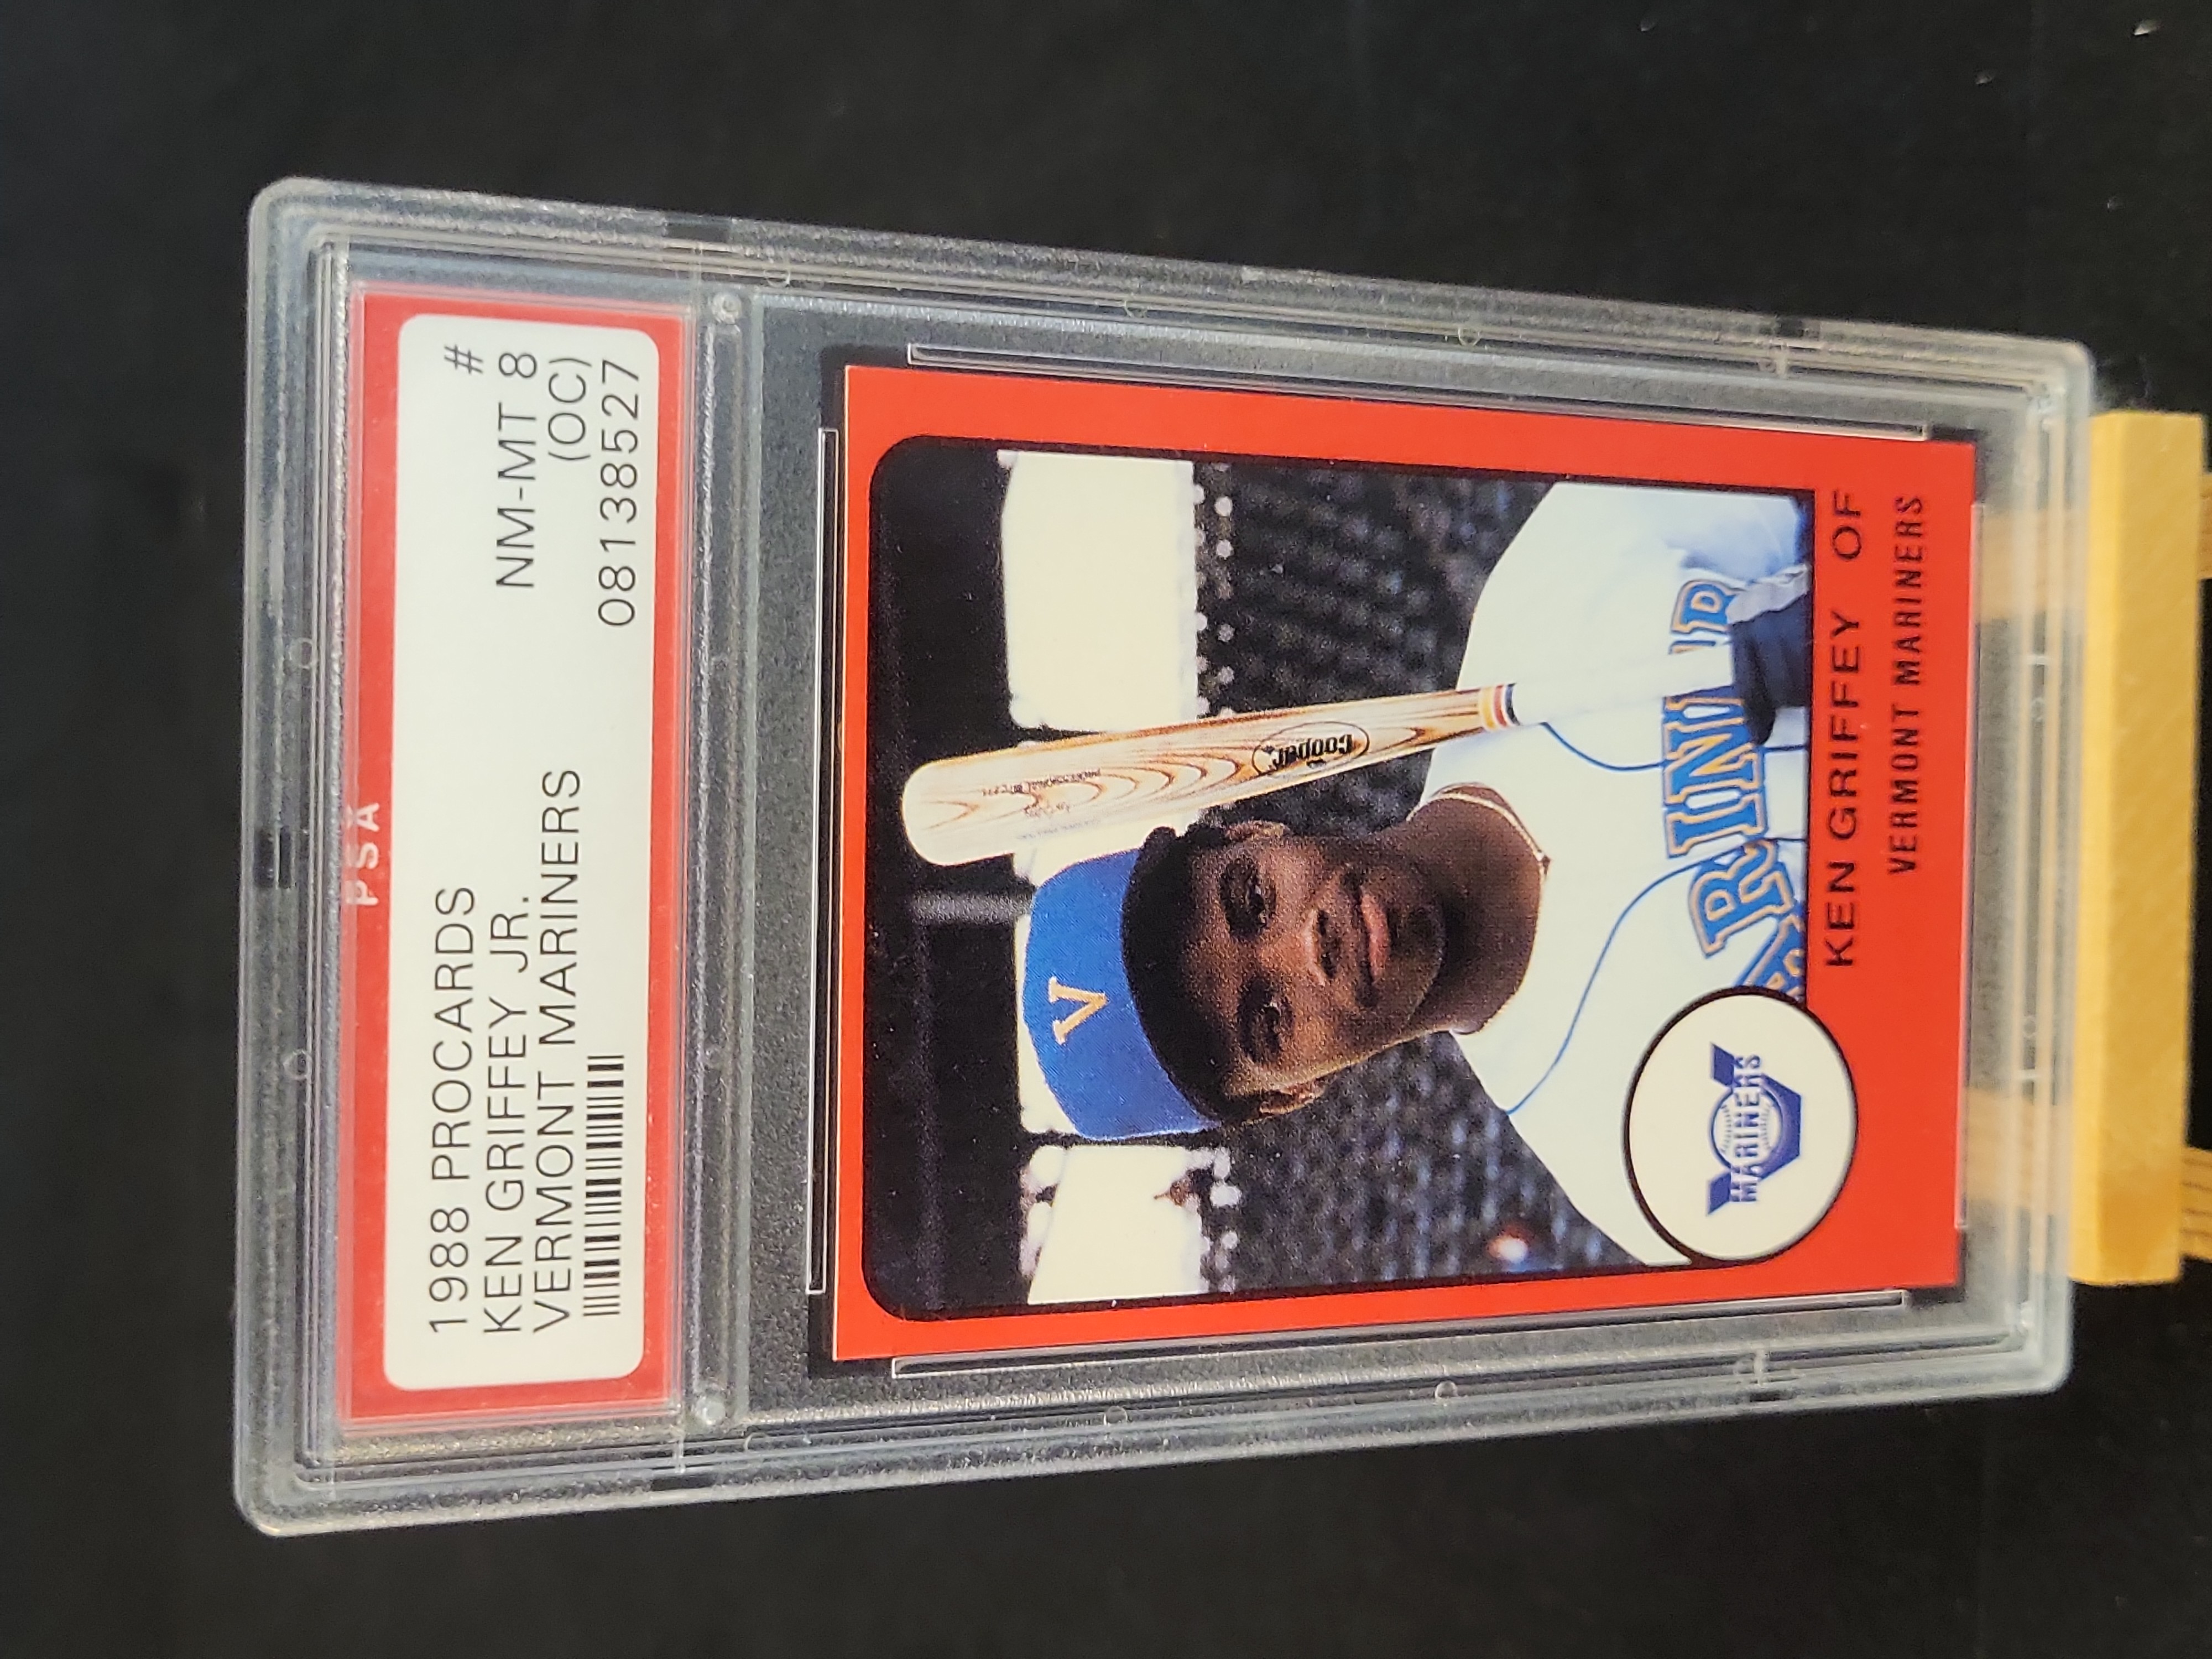 PSA
1988 PROCARDS #
KEN GRIFFEY JR. NM-MT 8
VERMONT MARINERS (OC)
08138527
V
Cooper
RINER
MARINERS
KEN GRIFFEY OF
VERMONT MARINERS